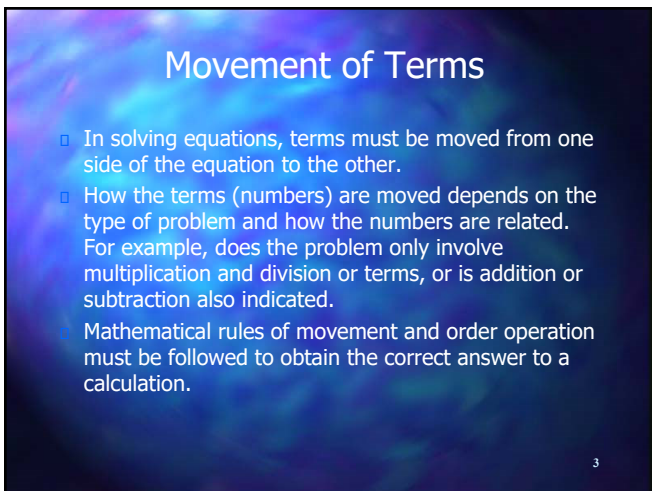 Movement of Terms
In solving equations, terms must be moved from one
side of the equation to the other.
How the terms (numbers) are moved depends on the
type of problem and how the numbers are related.
For example, does the problem only involve
multiplication and division or terms, or is addition or
subtraction also indicated.
Mathematical rules of movement and order operation
must be followed to obtain the correct answer to a
calculation.
3